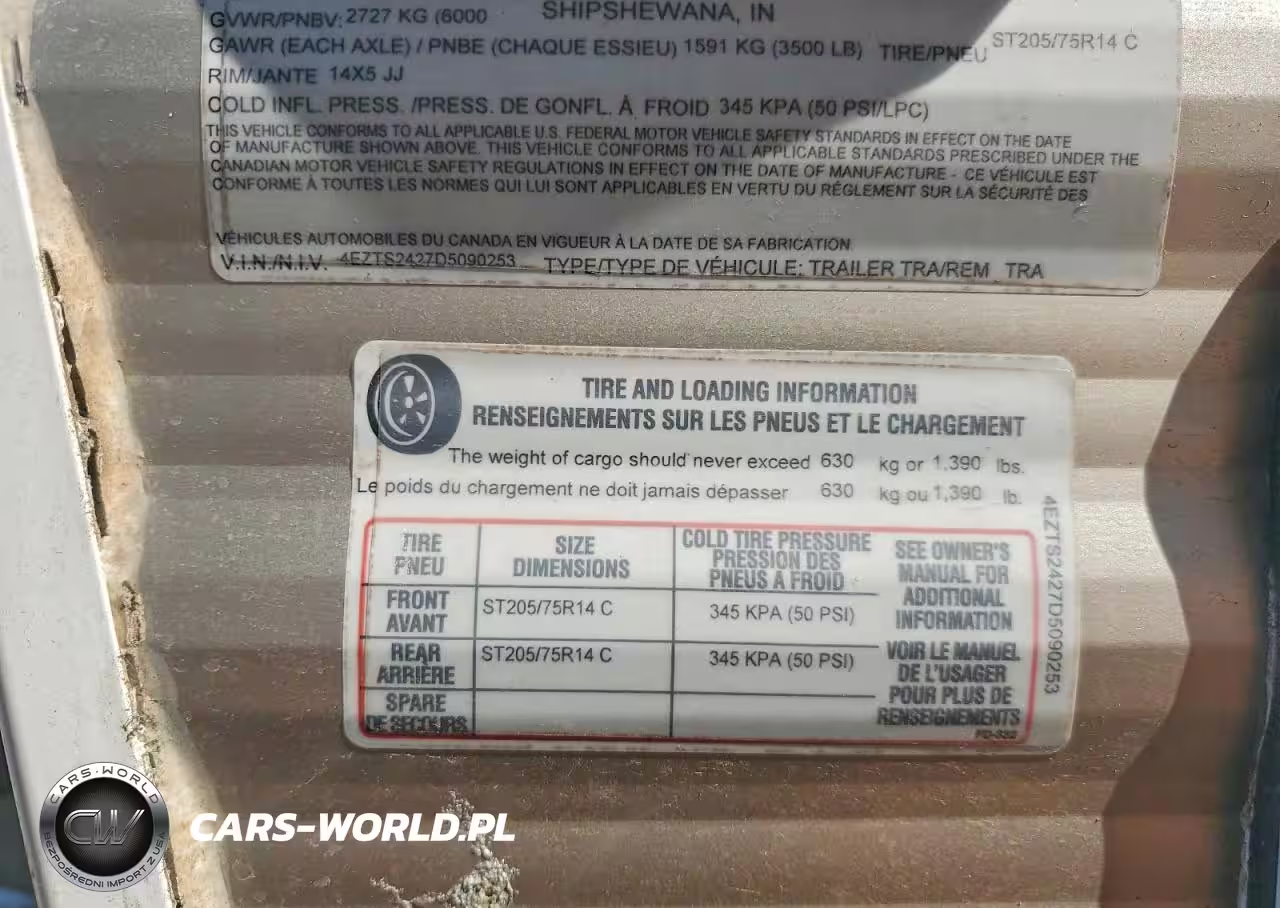 GVWR/PNBV: 2727 KG (6000 SHIPSHEWANA, IN
GAWR (EACH AXLE) / PNBE (CHAQUE ESSIEU) 1591 KG (3500 LB) TIRE/PNEU ST205/75R14 C
RIM/JANTE 14X5 JJ
COLD INFL. PRESS. /PRESS. DE GONFL. À FROID 345 KPA (50 PSI/LPC)
THIS VEHICLE CONFORMS TO ALL APPLICABLE U.S. FEDERAL MOTOR VEHICLE SAFETY STANDARDS IN EFFECT ON THE DATE
OF MANUFACTURE SHOWN ABOVE. THIS VEHICLE CONFORMS TO ALL APPLICABLE STANDARDS PRESCRIBED UNDER THE
CANADIAN MOTOR VEHICLE SAFETY REGULATIONS IN EFFECT ON THE DATE OF MANUFACTURE - CE VÉHICULE EST
CONFORME À TOUTES LES NORMES QUI LUI SONT APPLICABLES EN VERTU DU RÉGLEMENT SUR LA SÉCURITÉ DES
VÉHICULES AUTOMOBILES DU CANADA EN VIGUEUR À LA DATE DE SA FABRICATION
V.I.N./N.I.V. 4EZTS2427D5090253 TYPE/TYPE DE VÉHICULE: TRAILER TRA/REM TRA
TIRE AND LOADING INFORMATION
RENSEIGNEMENTS SUR LES PNEUS ET LE CHARGEMENT
The weight of cargo should never exceed 630 kg or 1,390 lbs.
Le poids du chargement ne doit jamais dépasser 630 kg ou 1,390 lb.
TIRE
PNEU
SIZE
DIMENSIONS
COLD TIRE PRESSURE
PRESSION DES
PNEUS A FROID
FRONT
AVANT
ST205/75R14 C
345 KPA (50 PSI)
REAR
ARRIÈRE
ST205/75R14 C
345 KPA (50 PSI)
SPARE
DE SECOURS
SEE OWNER'S
MANUAL FOR
ADDITIONAL
INFORMATION
VOIR LE MANUEL
DE L'USAGER
POUR PLUS DE
RENSEIGNEMENTS
4EZTS2427D5090253
CARS-WORLD
CW
BEZPOŚREDNI IMPORT Z USA
CARS-WORLD.PL